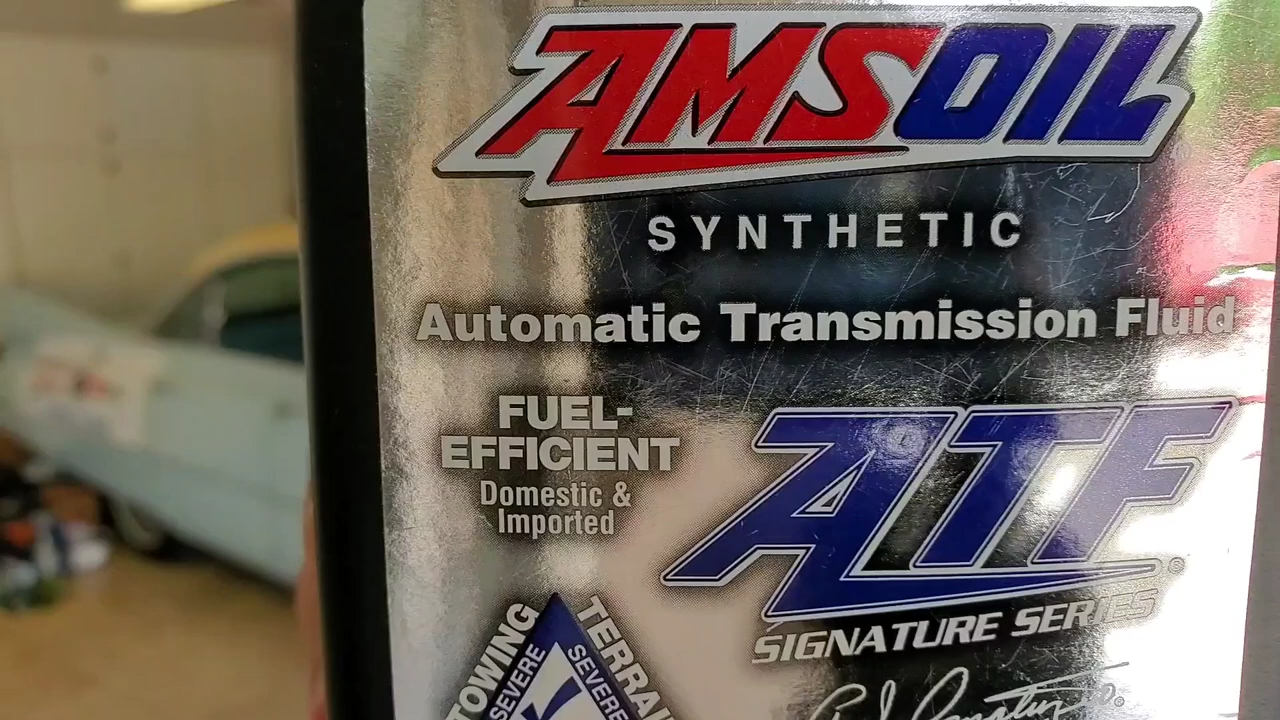 AMSOIL
SYNTHETIC
Automatic Transmission Fluid
FUEL-
EFFICIENT
Domestic &
Imported
ATF®
SIGNATURE SERIES
TOWING
SEVERE
SEVERE